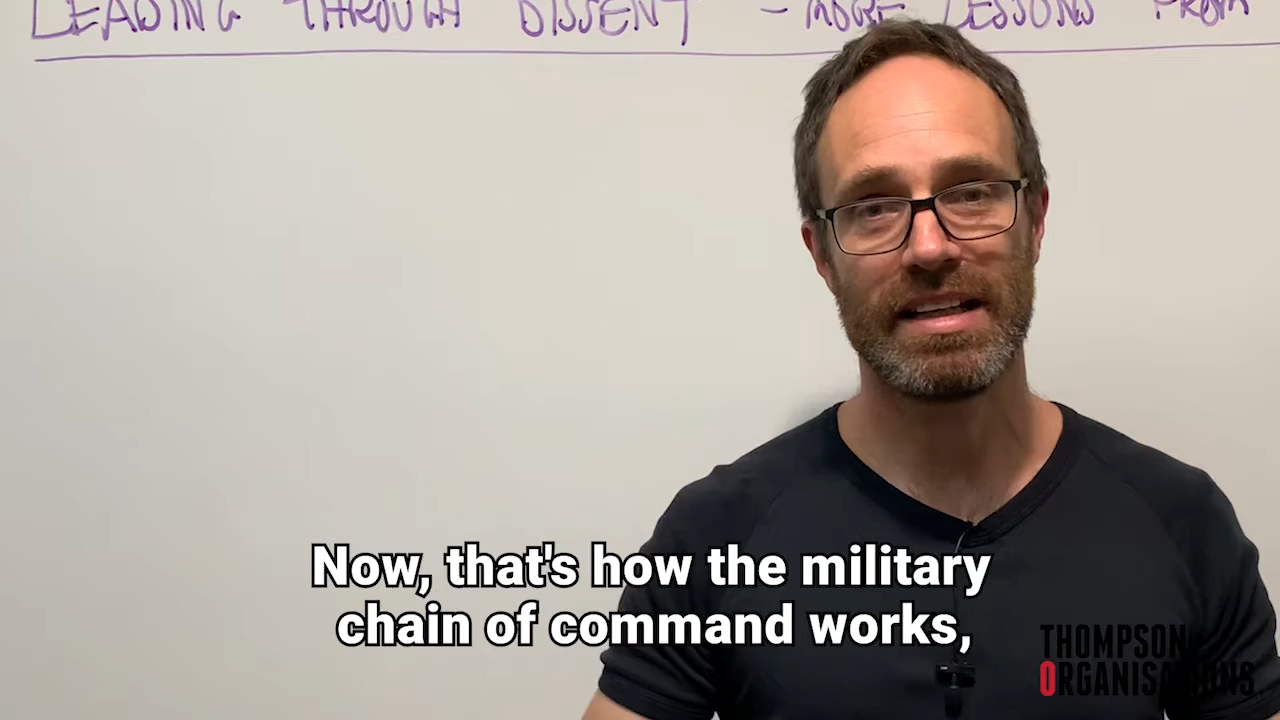 LEADING THROUGH DISSENT - MORE LESSONS FROM
Now, that's how the military
chain of command works,
THOMPSON
ORGANISATIONS